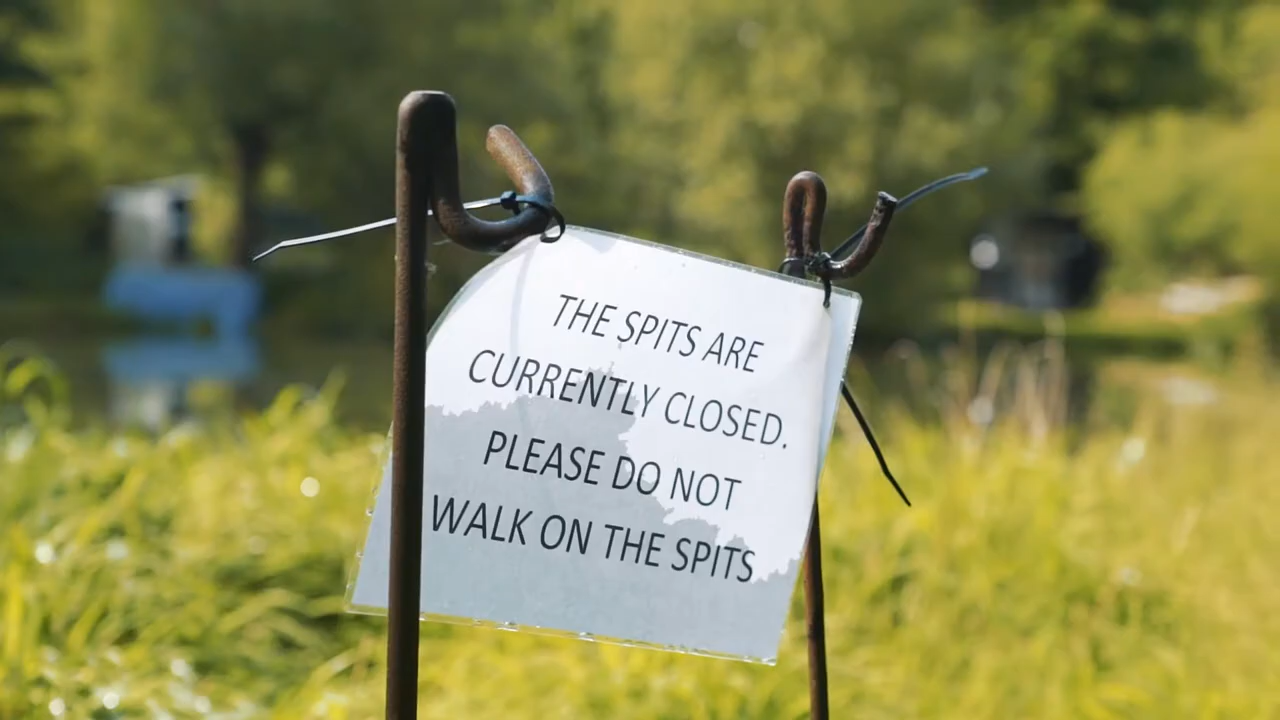 THE SPITS ARE
CURRENTLY CLOSED.
PLEASE DO NOT
WALK ON THE SPITS